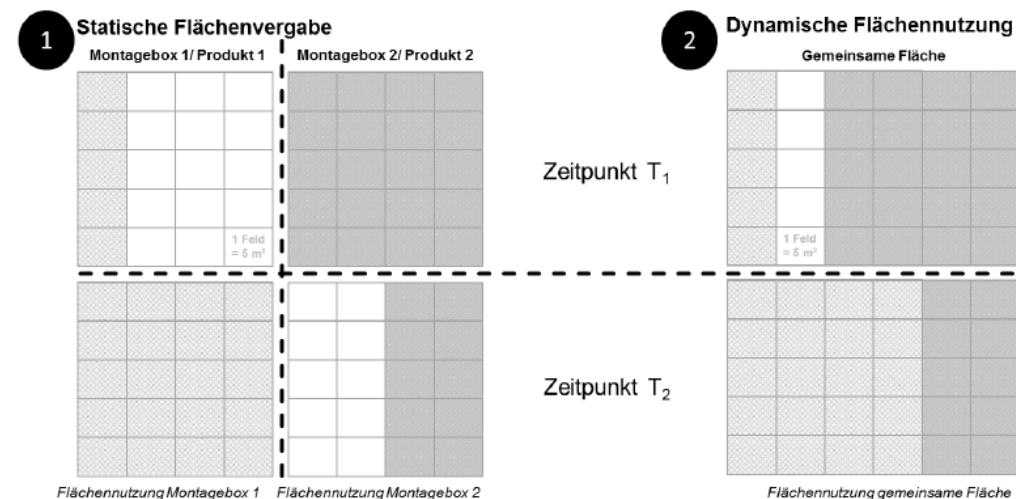 1 Statische Flächenvergabe
Montagebox 1/ Produkt 1
Montagebox 2/ Produkt 2
1 Feld
= 5 m²
2 Dynamische Flächennutzung
Gemeinsame Fläche
1 Feld
= 5 m²
Zeitpunkt T₁
Zeitpunkt T₂
Flächennutzung Montagebox 1
Flächennutzung Montagebox 2
Flächennutzung gemeinsame Fläche